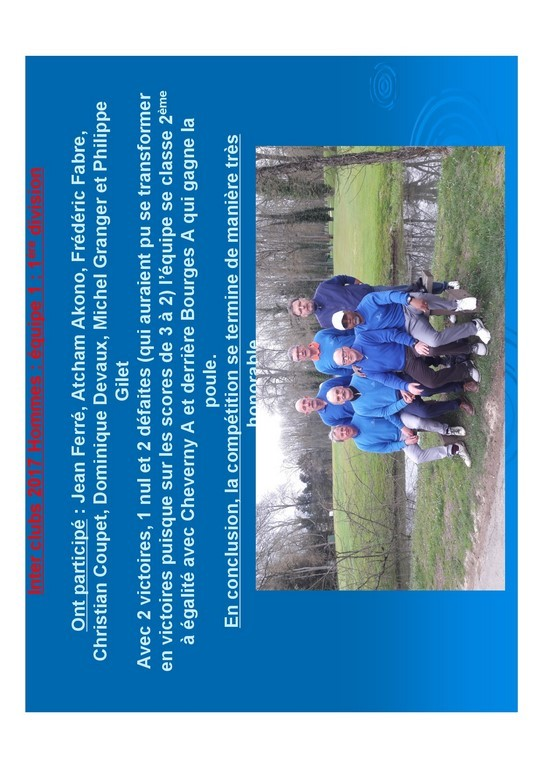 Inter clubs 2017 Hommes : équipe 1 : 1ère division
Ont participé : Jean Ferré, Atcham Akono, Frédéric Fabre,
Christian Coupet, Dominique Devaux, Michel Granger et Philippe
Gilet
Avec 2 victoires, 1 nul et 2 défaites (qui auraient pu se transformer
en victoires puisque sur les scores de 3 à 2) l'équipe se classe 2ème
à égalité avec Cheverny A et derrière Bourges A qui gagne la
poule.
En conclusion, la compétition se termine de manière très
honorable